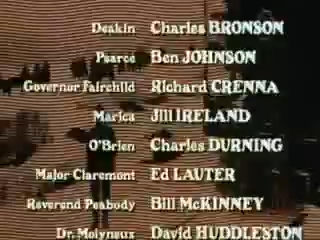 Deakin Charles BRONSON
Pearce Ben JOHNSON
Governor Fairchild Richard CRENNA
Marica Jill IRELAND
O'Brien Charles DURNING
Major Claremont Ed LAUTER
Reverend Peabody Bill McKINNEY
Dr. Molyneux David HUDDLESTON